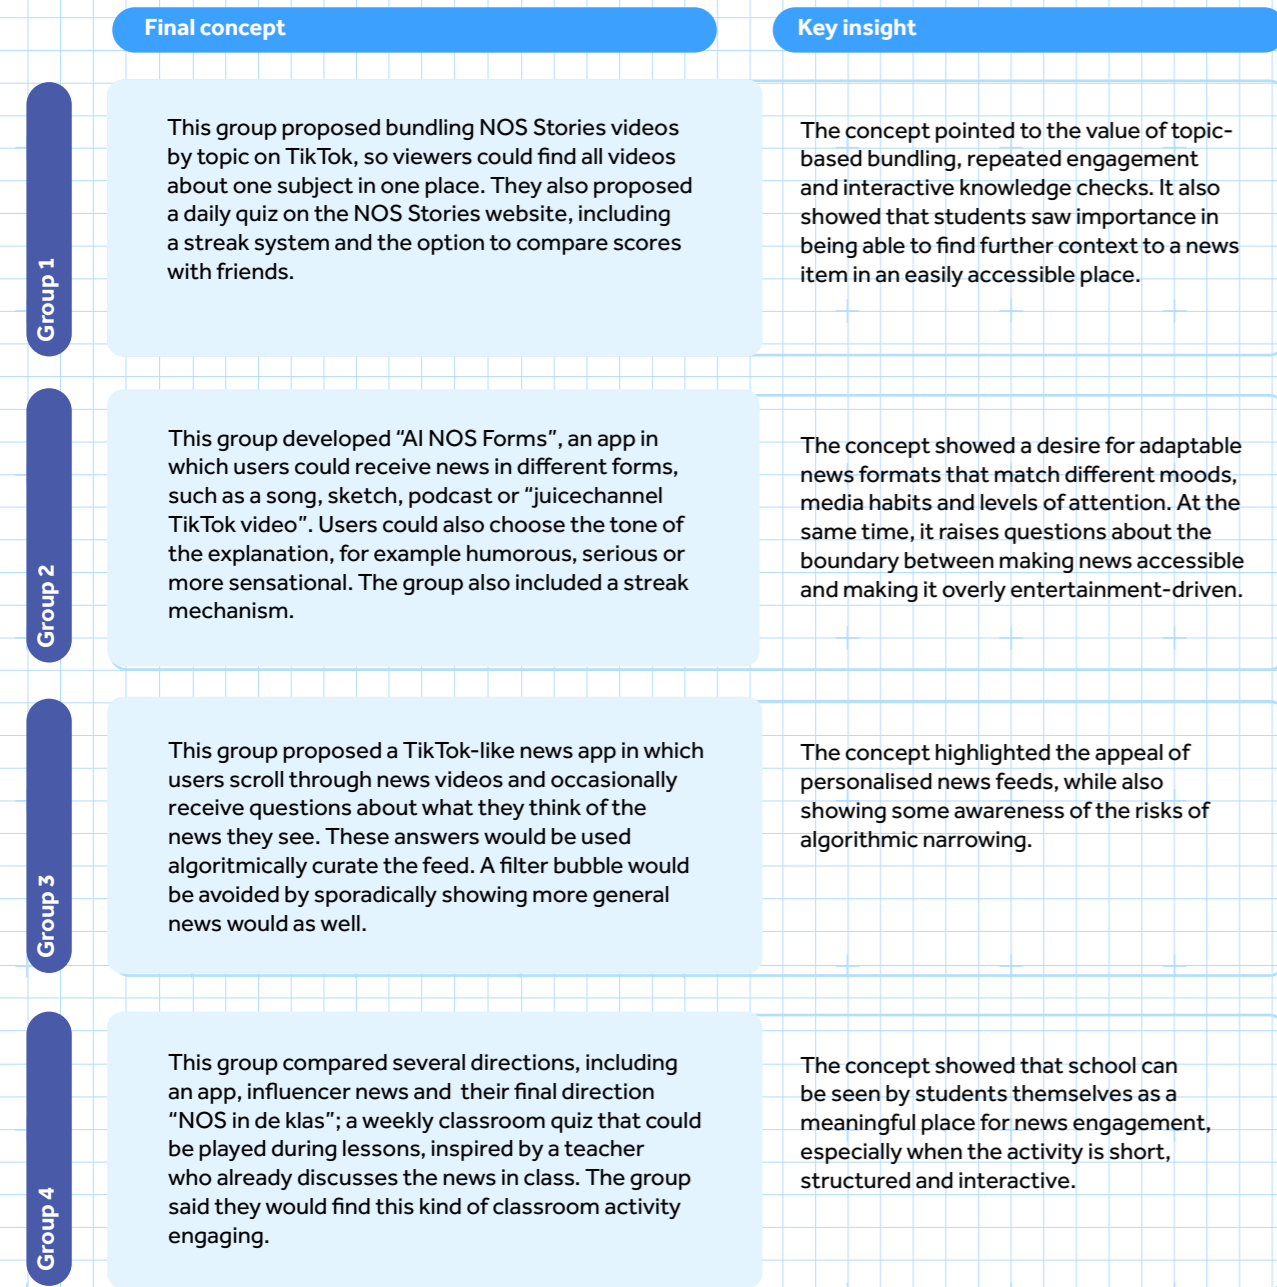 Final concept
Key insight
Group 1
This group proposed bundling NOS Stories videos
by topic on TikTok, so viewers could find all videos
about one subject in one place. They also proposed
a daily quiz on the NOS Stories website, including
a streak system and the option to compare scores
with friends.
The concept pointed to the value of topic-
based bundling, repeated engagement
and interactive knowledge checks. It also
showed that students saw importance in
being able to find further context to a news
item in an easily accessible place.
Group 2
This group developed “AI NOS Forms”, an app in
which users could receive news in different forms,
such as a song, sketch, podcast or “juicechannel
TikTok video”. Users could also choose the tone of
the explanation, for example humorous, serious or
more sensational. The group also included a streak
mechanism.
The concept showed a desire for adaptable
news formats that match different moods,
media habits and levels of attention. At the
same time, it raises questions about the
boundary between making news accessible
and making it overly entertainment-driven.
Group 3
This group proposed a TikTok-like news app in which
users scroll through news videos and occasionally
receive questions about what they think of the
news they see. These answers would be used
algoritmically curate the feed. A filter bubble would
be avoided by sporadically showing more general
news would as well.
The concept highlighted the appeal of
personalised news feeds, while also
showing some awareness of the risks of
algorithmic narrowing.
Group 4
This group compared several directions, including
an app, influencer news and  their final direction
“NOS in de klas”; a weekly classroom quiz that could
be played during lessons, inspired by a teacher
who already discusses the news in class. The group
said they would find this kind of classroom activity
engaging.
The concept showed that school can
be seen by students themselves as a
meaningful place for news engagement,
especially when the activity is short,
structured and interactive.